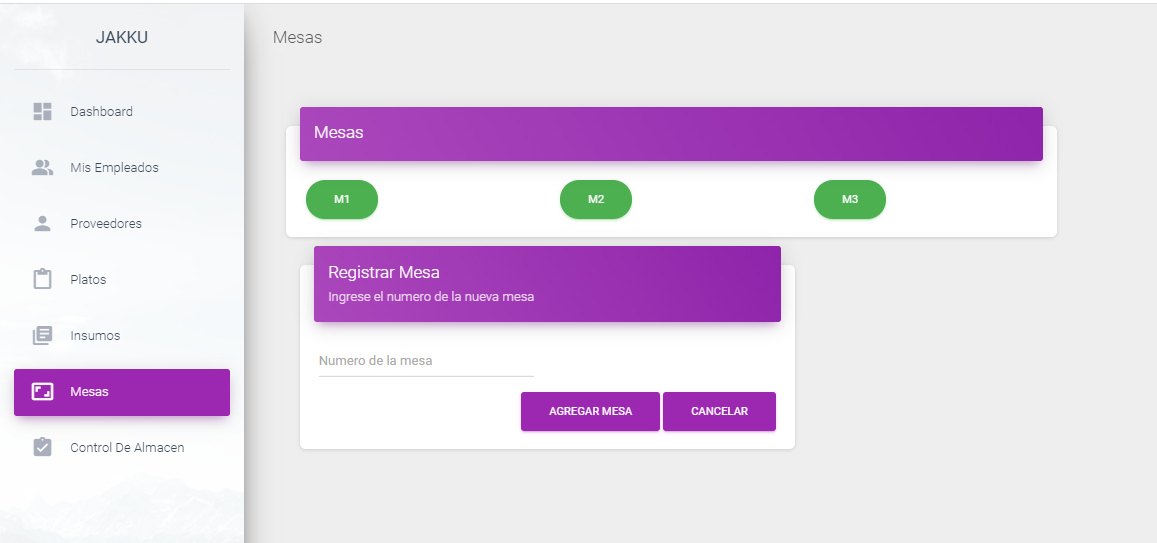 JAKKU
Dashboard
Mis Empleados
Proveedores
Platos
Insumos
Mesas
Control De Almacen
Mesas
Mesas
M1
M2
M3
Registrar Mesa
Ingrese el numero de la nueva mesa
Numero de la mesa
AGREGAR MESA
CANCELAR